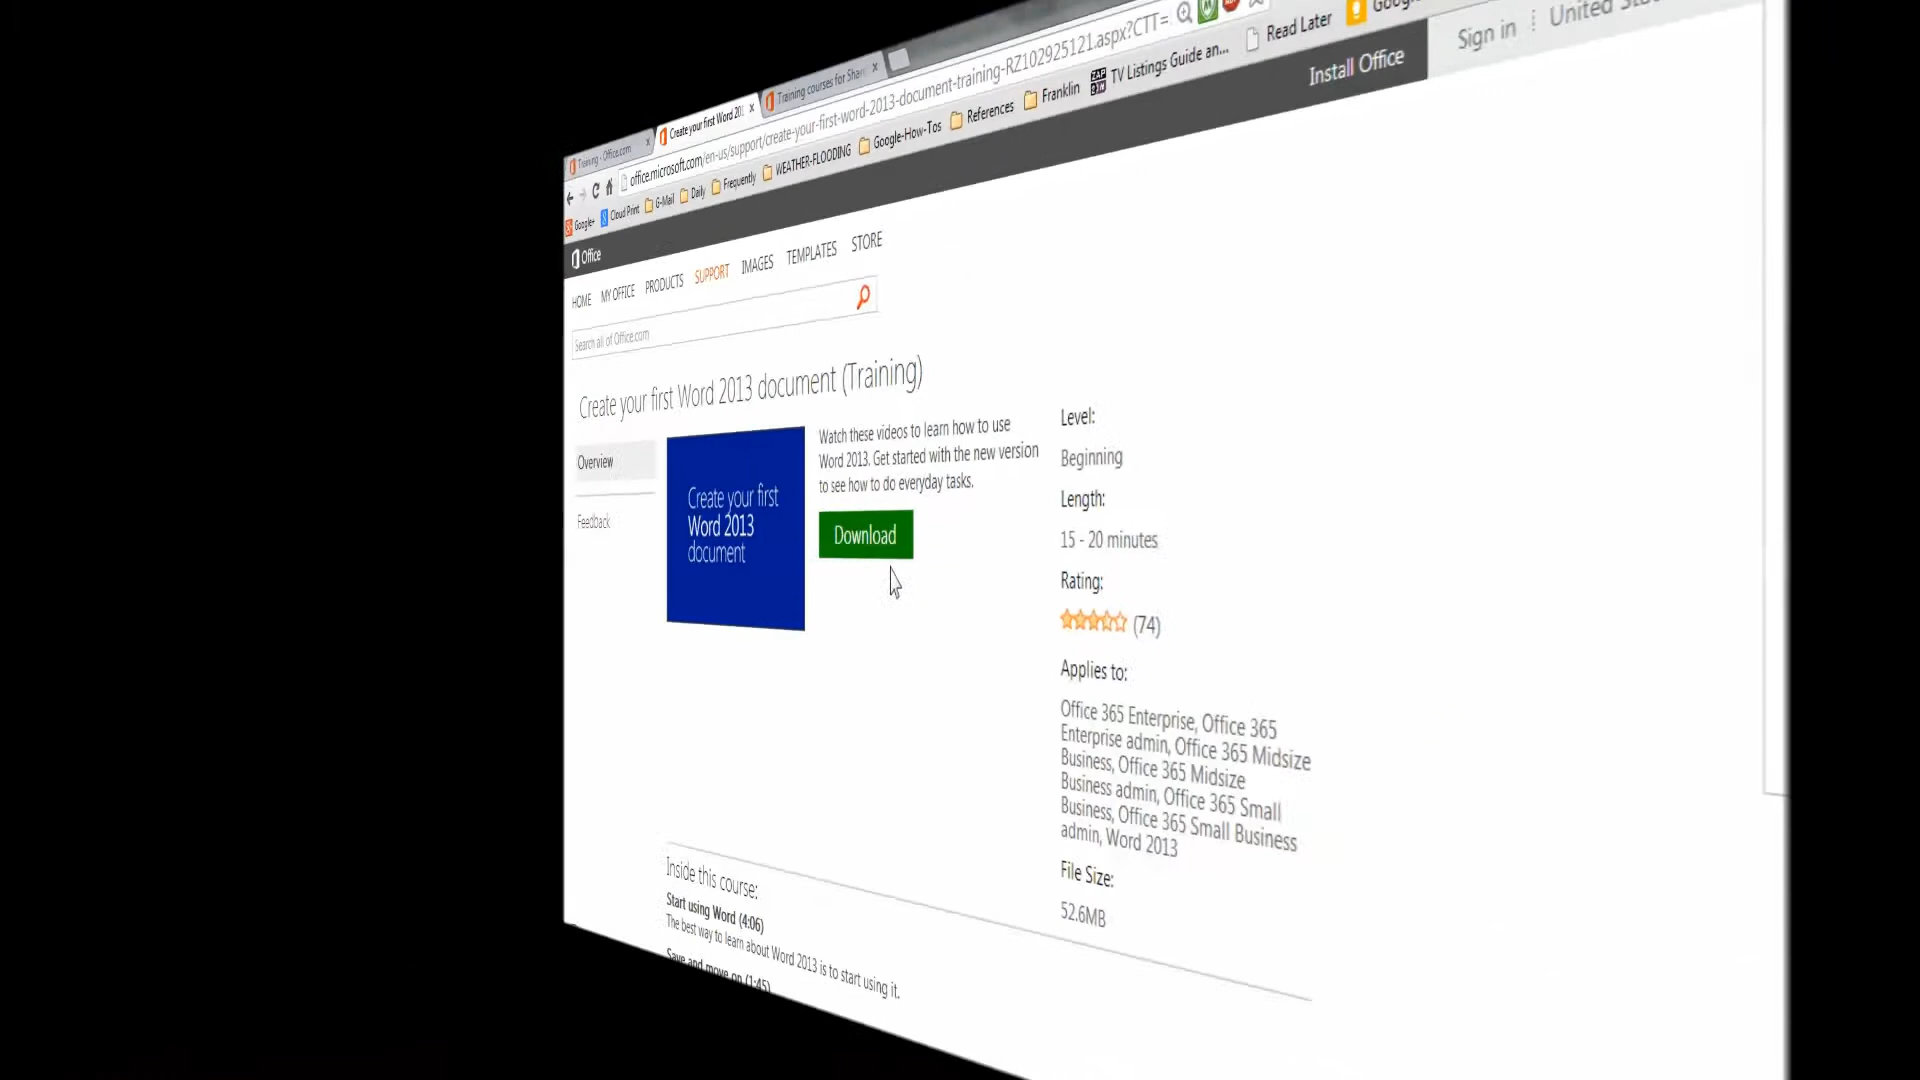 Training - Office.com
Create your first Word 201
Training courses for Shar
office.microsoft.com/en-us/support/create-your-first-word-2013-document-training-RZ102925121.aspx?CTT=
Google+ Cloud Print G-Mail Daily Frequently WEATHER-FLOODING Google-How-Tos References Franklin TV Listings Guide an... Read Later
Office
Install Office
Sign in
United
HOME MY OFFICE PRODUCTS SUPPORT IMAGES TEMPLATES STORE
Search all of Office.com
Create your first Word 2013 document (Training)
Overview
Feedback
Create your first
Word 2013
document
Watch these videos to learn how to use
Word 2013. Get started with the new version
to see how to do everyday tasks.
Download
Level:
Beginning
Length:
15 - 20 minutes
Rating:
(74)
Applies to:
Office 365 Enterprise, Office 365
Enterprise admin, Office 365 Midsize
Business, Office 365 Midsize
Business admin, Office 365 Small
Business, Office 365 Small Business
admin, Word 2013
File Size:
52.6MB
Inside this course:
Start using Word (4:06)
The best way to learn about Word 2013 is to start using it.
Save and move on (1:45)